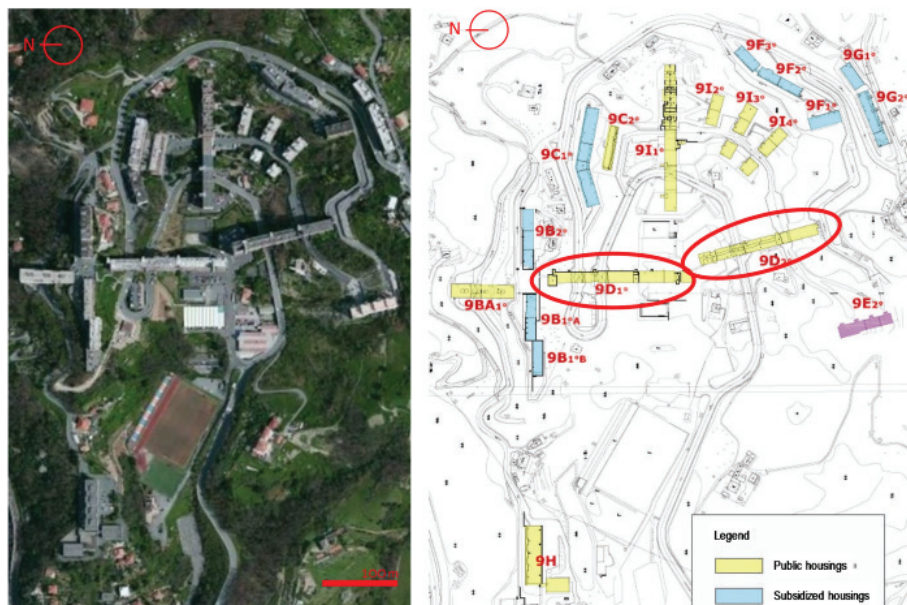 N
200m
N
9F3°
9F2°
9F1°
9G1°
9G2°
9I2°
9I3°
9I4°
9C2°
9C1°
9I1°
9B2°
9D1°
9D2°
9BA1°
9B1°A
9B1°B
9E2°
9H
Legend
Public housings
Subsidized housings